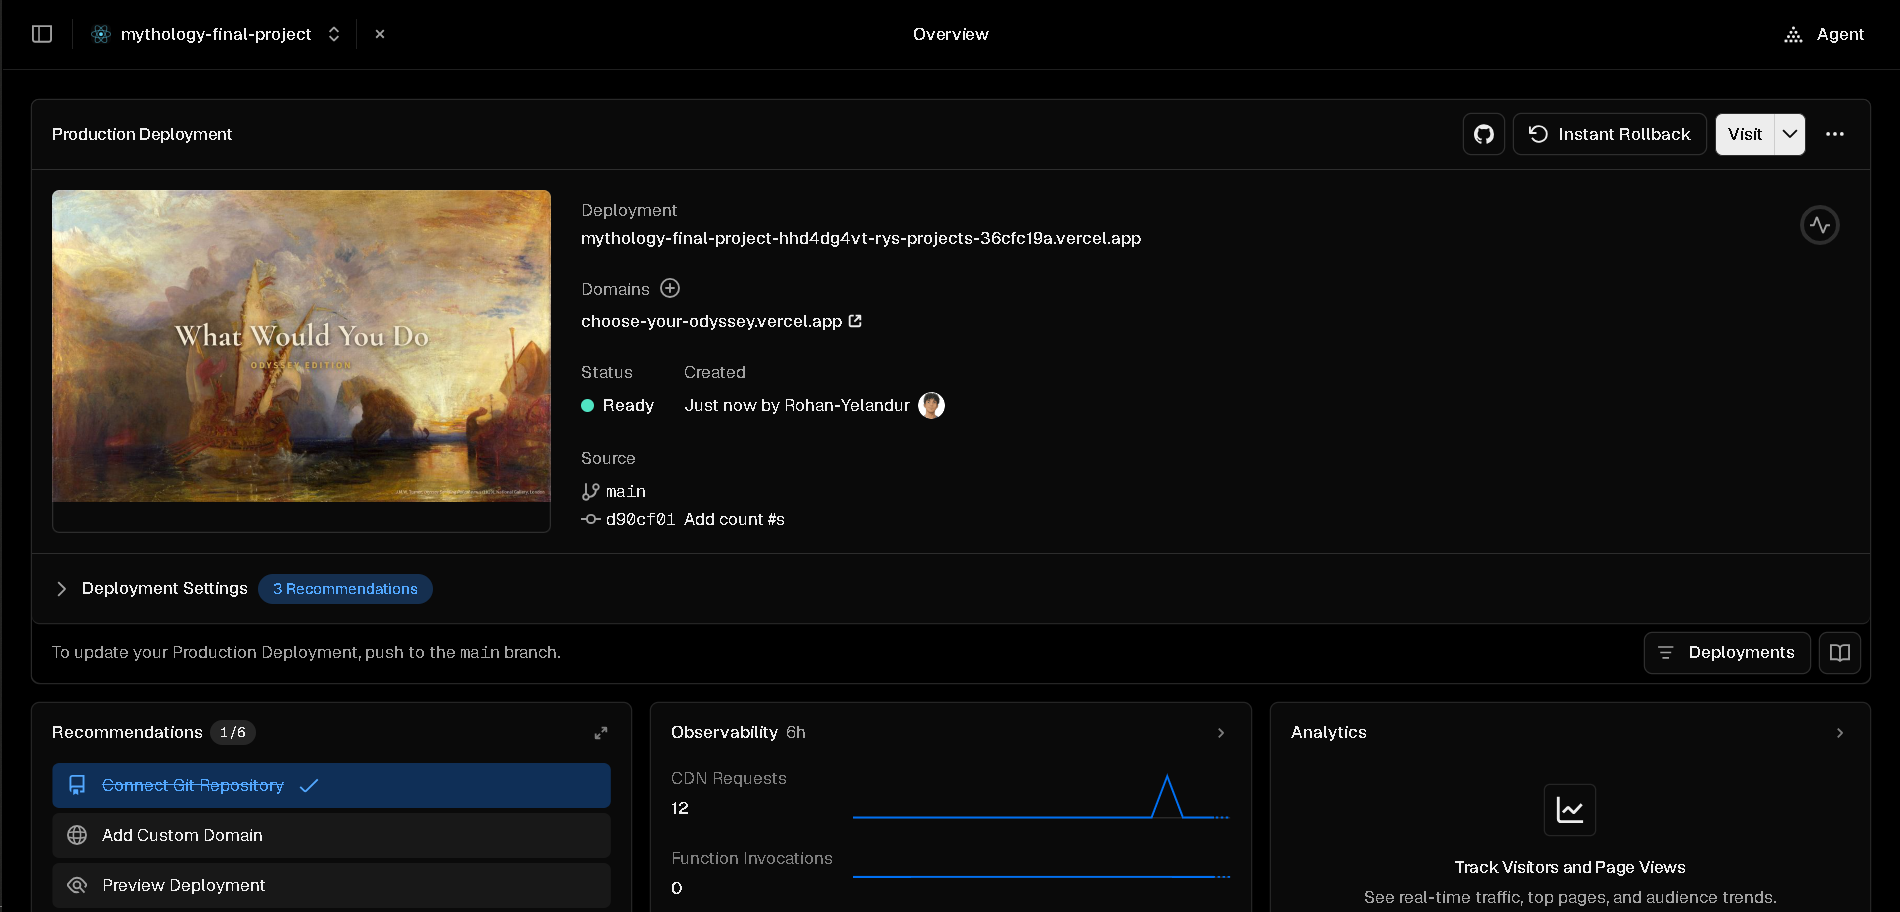 mythology-final-project
Overview
Agent
Production Deployment
Instant Rollback
Visit
What Would You Do
ODYSSEY EDITION
Deployment
mythology-final-project-hhd4dg4vt-rys-projects-36cfc19a.vercel.app
Domains
choose-your-odyssey.vercel.app
Status Created
Ready Just now by Rohan-Yelandur
Source
main
d90cf01 Add count #s
Deployment Settings 3 Recommendations
To update your Production Deployment, push to the main branch.
Deployments
Recommendations 1/6
Connect Git Repository
Add Custom Domain
Preview Deployment
Observability 6h
CDN Requests
12
Function Invocations
0
Analytics
Track Visitors and Page Views
See real-time traffic, top pages, and audience trends.